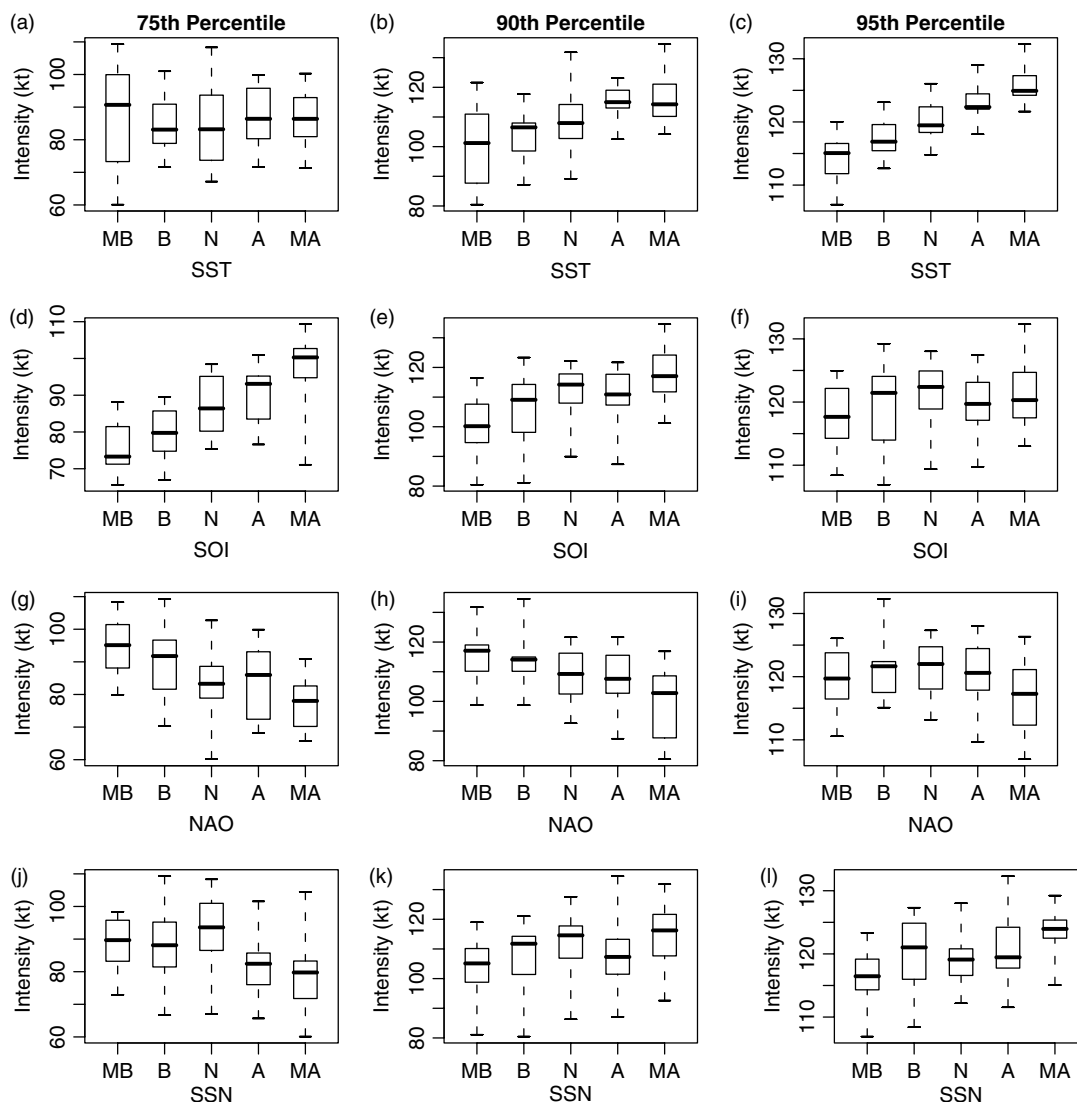 75th Percentile
90th Percentile
95th Percentile
(a)
Intensity (kt)
60
80
100
MB B N A MA
SST
(b)
Intensity (kt)
80
100
120
MB B N A MA
SST
(c)
Intensity (kt)
110
120
130
MB B N A MA
SST
(d)
Intensity (kt)
70
80
90
110
MB B N A MA
SOI
(e)
Intensity (kt)
80
100
120
MB B N A MA
SOI
(f)
Intensity (kt)
110
120
130
MB B N A MA
SOI
(g)
Intensity (kt)
60
80
100
MB B N A MA
NAO
(h)
Intensity (kt)
80
100
120
MB B N A MA
NAO
(i)
Intensity (kt)
110
120
130
MB B N A MA
NAO
(j)
Intensity (kt)
60
80
100
MB B N A MA
SSN
(k)
Intensity (kt)
80
100
120
MB B N A MA
SSN
(l)
Intensity (kt)
110
120
130
MB B N A MA
SSN